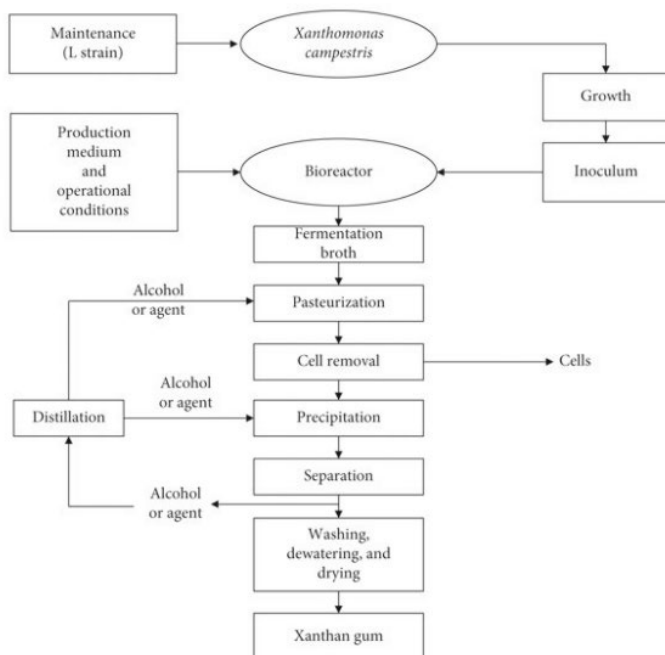 Maintenance
(L strain)
Xanthomonas
campestris
Growth
Production
medium
and
operational
conditions
Bioreactor
Inoculum
Fermentation
broth
Alcohol
or agent
Pasteurization
Cell removal
Cells
Alcohol
or agent
Distillation
Precipitation
Separation
Alcohol
or agent
Washing,
dewatering, and
drying
Xanthan gum